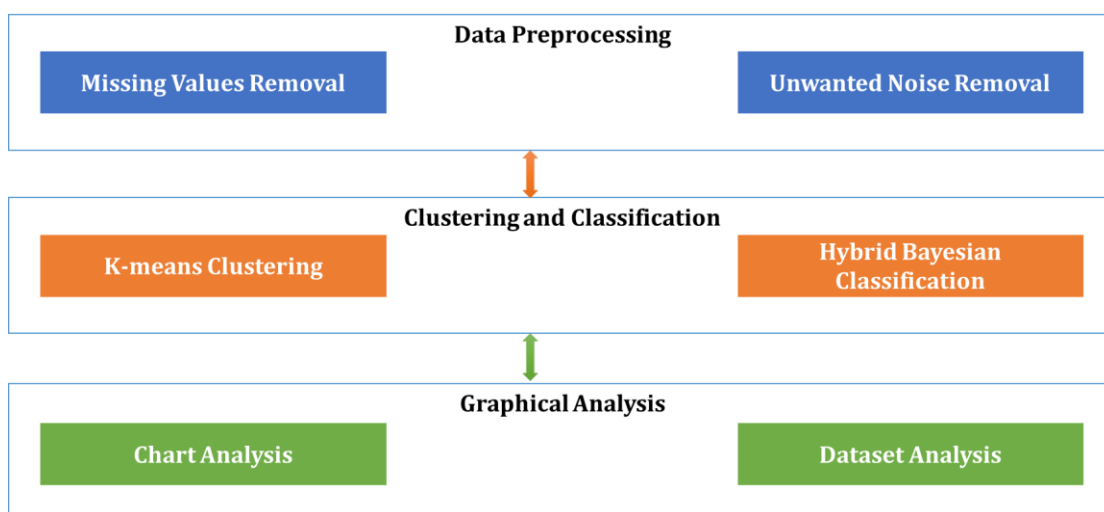 Data Preprocessing
Missing Values Removal
Unwanted Noise Removal
Clustering and Classification
K-means Clustering
Hybrid Bayesian
Classification
Graphical Analysis
Chart Analysis
Dataset Analysis